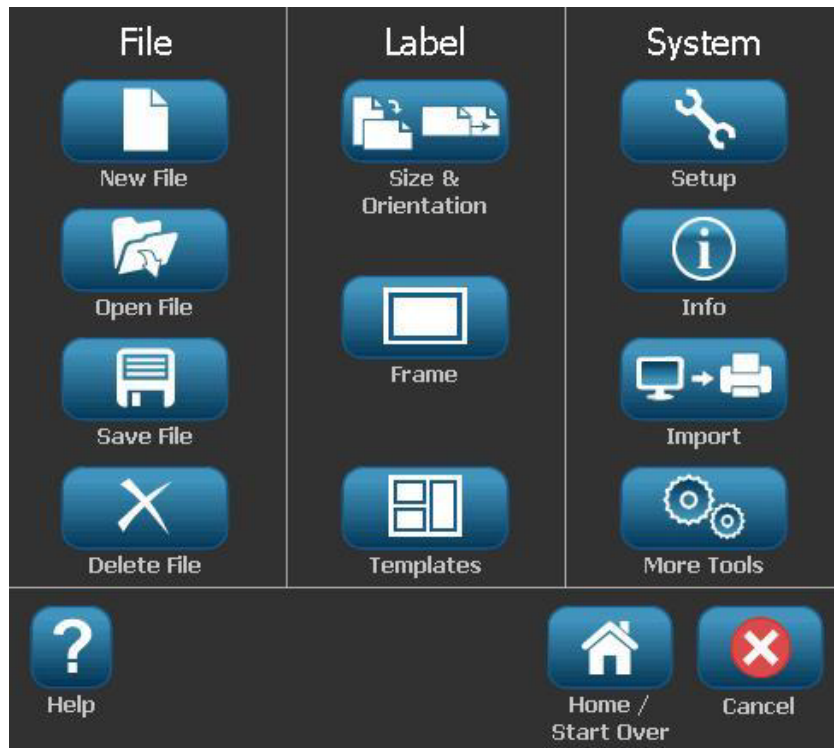 File
New File
Open File
Save File
Delete File
Label
Size &
Orientation
Frame
Templates
System
Setup
Info
Import
More Tools
Help
Home /
Start Over
Cancel